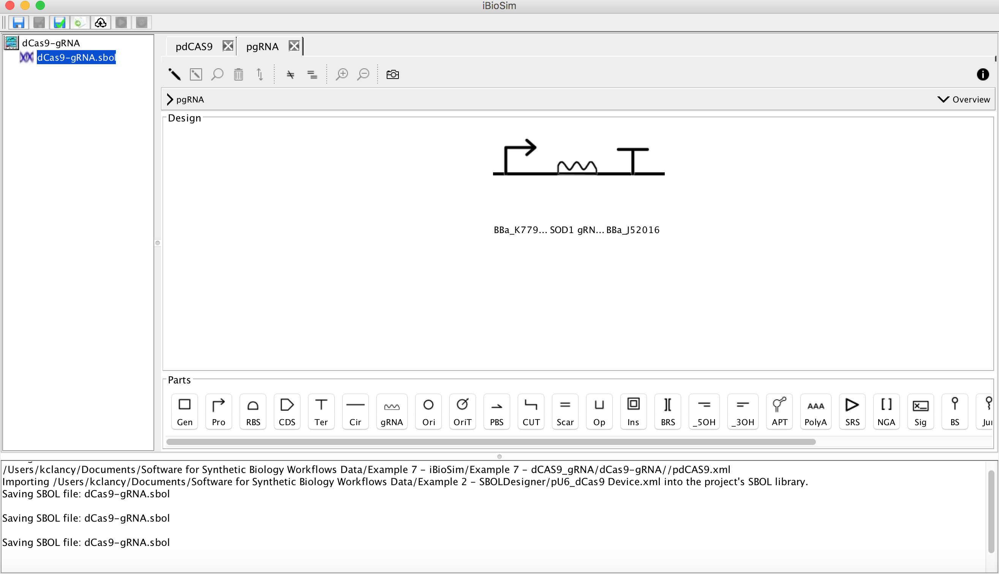 iBioSim
dCas9-gRNA
dCas9-gRNA.sbol
pdCAS9
pgRNA
pgRNA
Overview
Design
BBa_K779... SOD1 gRN... BBa_J52016
Parts
AAA
Gen Pro RBS CDS Ter Cir gRNA Ori OriT PBS CUT Scar Op Ins BRS _5OH _3OH APT PolyA SRS NGA Sig BS
/Users/kclancy/Documents/Software for Synthetic Biology Workflows Data/Example 7 - iBioSim/Example 7 - dCAS9_gRNA/dCas9-gRNA//pdCAS9.xml
Importing /Users/kclancy/Documents/Software for Synthetic Biology Workflows Data/Example 2 - SBOLDesigner/pU6_dCas9 Device.xml into the project's SBOL library.
Saving SBOL file: dCas9-gRNA.sbol
Saving SBOL file: dCas9-gRNA.sbol
Saving SBOL file: dCas9-gRNA.sbol